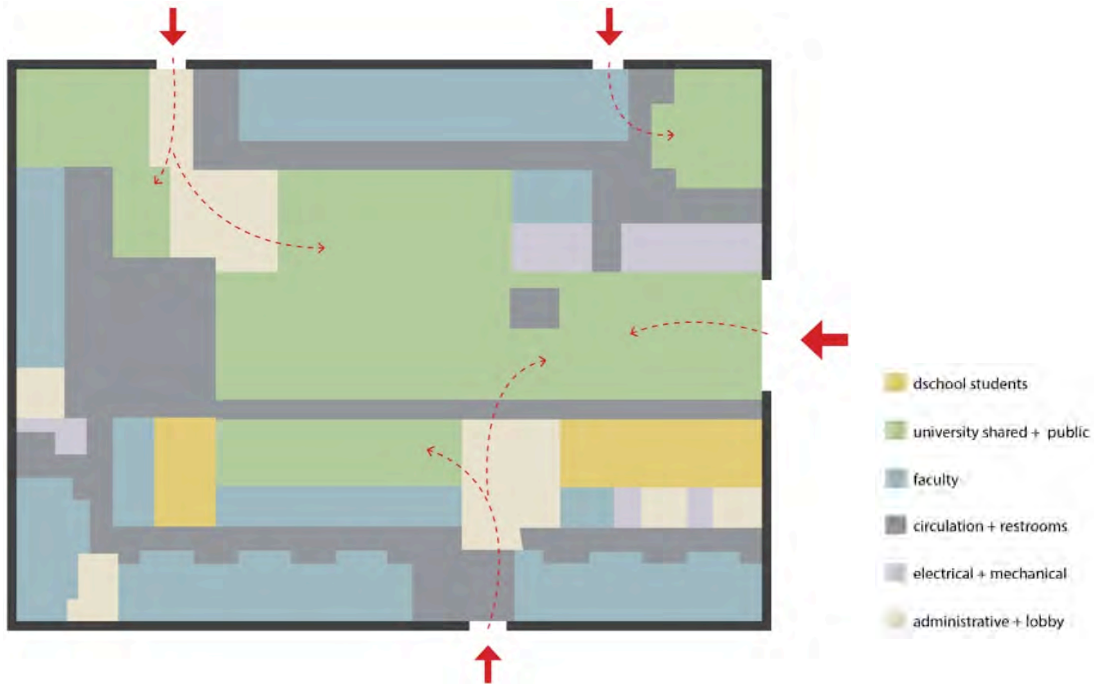 dschool students
university shared + public
faculty
circulation + restrooms
electrical + mechanical
administrative + lobby